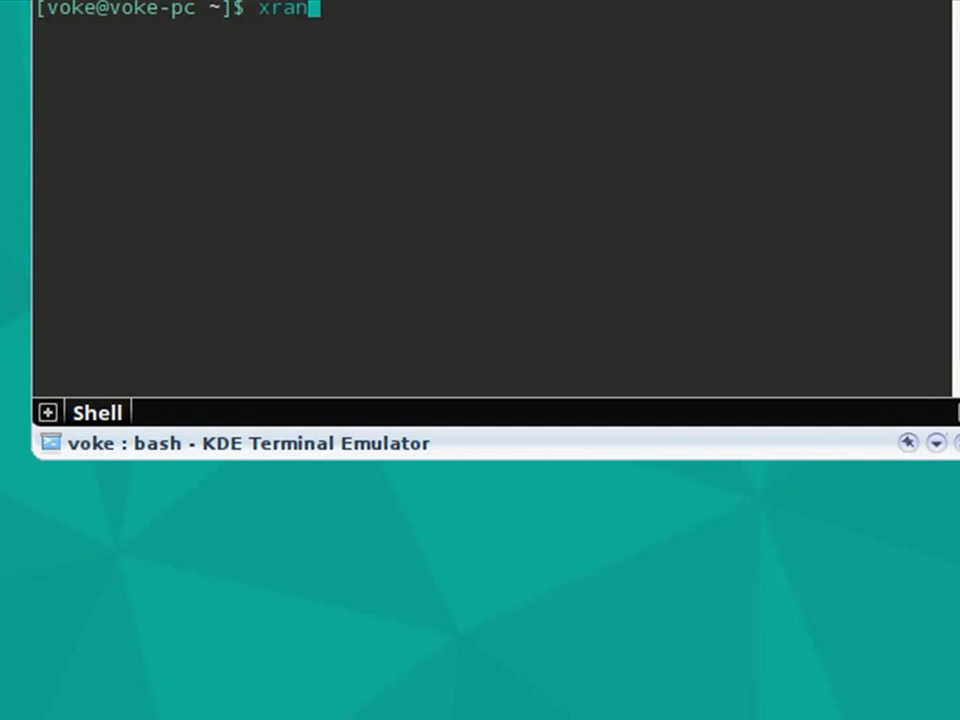 [voke@voke-pc ~]$ xran
Shell
voke : bash - KDE Terminal Emulator